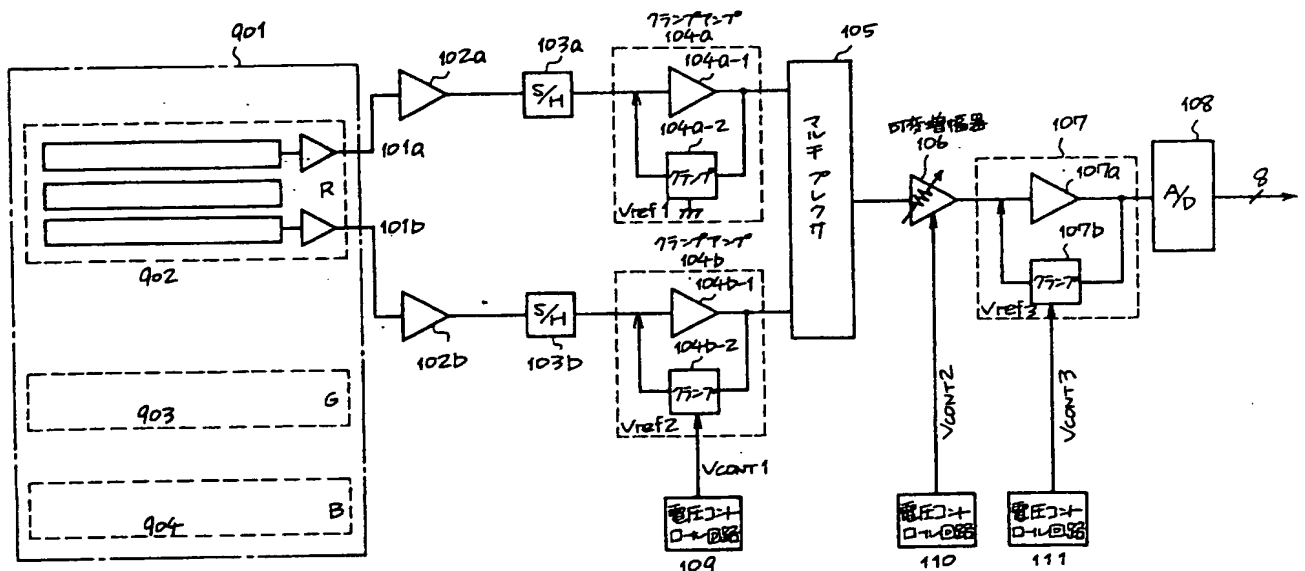 901
102a
103a
クランプアンプ
104a
104a-1
105
101a
S/H
104a-2
クランプ
Vref1
R
101b
902
マルチプレクサ
可変増幅器
106
107
107a
107b
クランプ
Vref3
108
A/D
8
クランプアンプ
104b
104b-1
102b
S/H
103b
104b-2
クランプ
Vref2
903
G
904
B
VCONT1
VCONT2
VCONT3
電圧コント
ロール回路
109
電圧コント
ロール回路
110
電圧コント
ロール回路
111